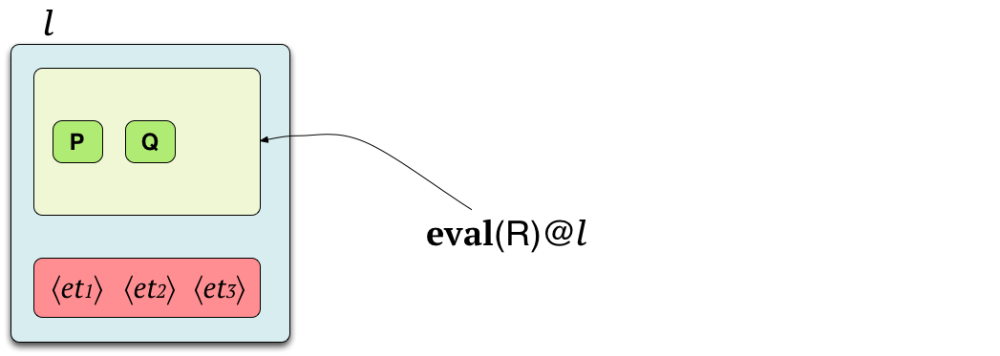 l
P Q
eval(R)@l
⟨et₁⟩ ⟨et₂⟩ ⟨et₃⟩